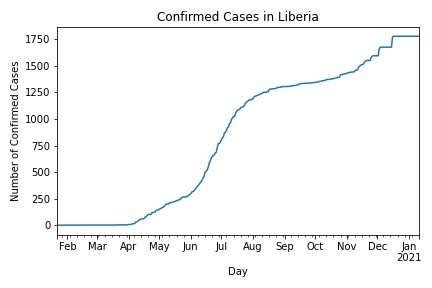 Confirmed Cases in Liberia
Number of Confirmed Cases
1750
1500
1250
1000
750
500
250
0
Feb Mar Apr May Jun Jul Aug Sep Oct Nov Dec Jan
2021
Day